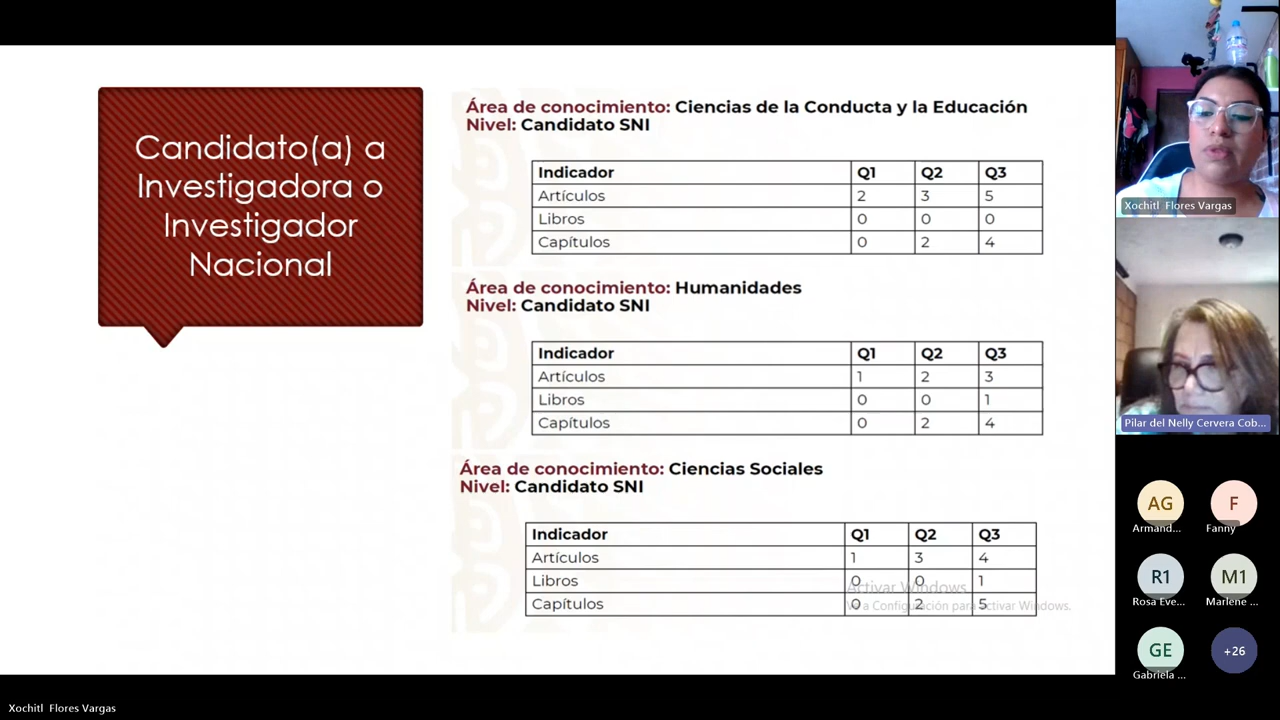 Candidato(a) a
Investigadora o
Investigador
Nacional
Área de conocimiento: Ciencias de la Conducta y la Educación
Nivel: Candidato SNI
Indicador Q1 Q2 Q3
Artículos 2 3 5
Libros 0 0 0
Capítulos 0 2 4
Área de conocimiento: Humanidades
Nivel: Candidato SNI
Indicador Q1 Q2 Q3
Artículos 1 2 3
Libros 0 0 1
Capítulos 0 2 4
Área de conocimiento: Ciencias Sociales
Nivel: Candidato SNI
Indicador Q1 Q2 Q3
Artículos 1 3 4
Libros 0 0 1
Capítulos 0 2 5
Activar Windows
Ve a Configuración para activar Windows.
Xochitl Flores Vargas
Pilar del Nelly Cervera Cob...
AG
Armand...
F
Fanny
R1
Rosa Eve...
M1
Marlene ...
GE
Gabriela ...
+26
Xochitl Flores Vargas